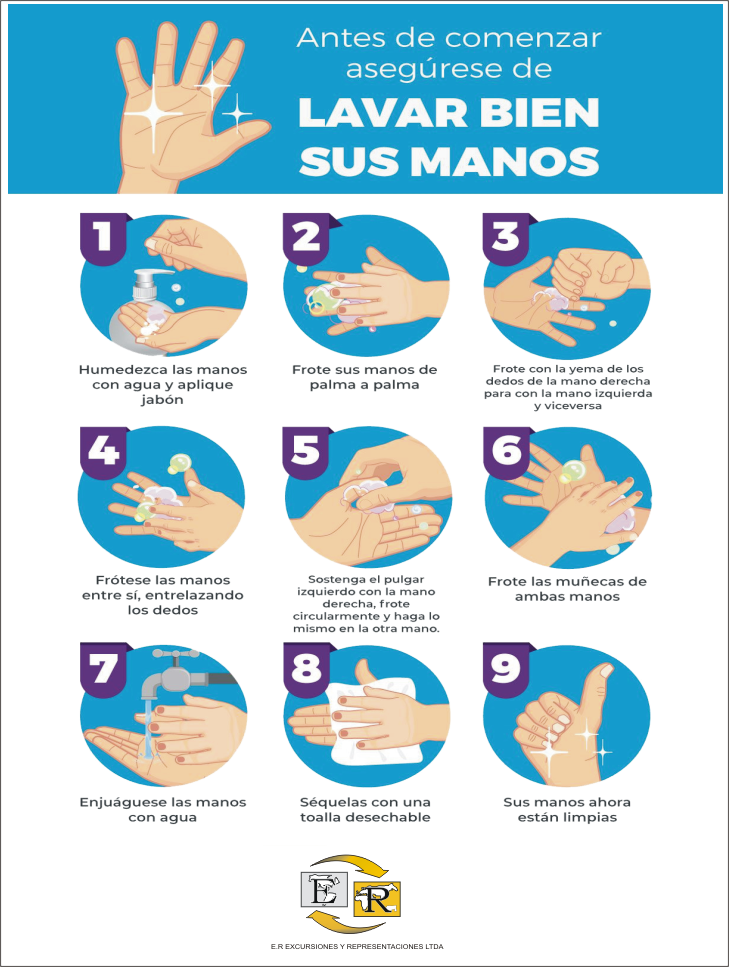 Antes de comenzar
asegúrese de
LAVAR BIEN
SUS MANOS
1
Humedezca las manos
con agua y aplique
jabón
2
Frote sus manos de
palma a palma
3
Frote con la yema de los
dedos de la mano derecha
para con la mano izquierda
y viceversa
4
Frótese las manos
entre sí, entrelazando
los dedos
5
Sostenga el pulgar
izquierdo con la mano
derecha, frote
circularmente y haga lo
mismo en la otra mano.
6
Frote las muñecas de
ambas manos
7
Enjuáguese las manos
con agua
8
Séquelas con una
toalla desechable
9
Sus manos ahora
están limpias
E R
E.R EXCURSIONES Y REPRESENTACIONES LTDA